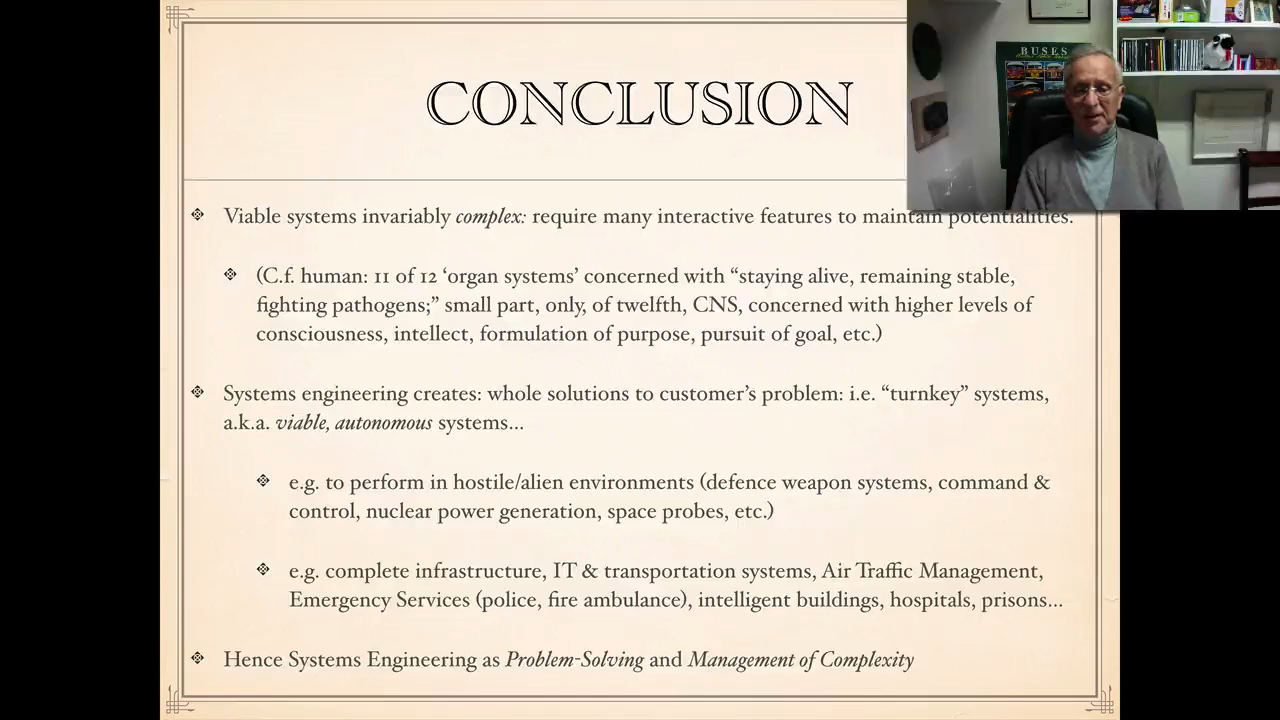 CONCLUSION
BUSES
Viable systems invariably complex: require many interactive features to maintain potentialities.
(C.f. human: 11 of 12 ‘organ systems’ concerned with “staying alive, remaining stable,
fighting pathogens;” small part, only, of twelfth, CNS, concerned with higher levels of
consciousness, intellect, formulation of purpose, pursuit of goal, etc.)
Systems engineering creates: whole solutions to customer’s problem: i.e. “turnkey” systems,
a.k.a. viable, autonomous systems...
e.g. to perform in hostile/alien environments (defence weapon systems, command &
control, nuclear power generation, space probes, etc.)
e.g. complete infrastructure, IT & transportation systems, Air Traffic Management,
Emergency Services (police, fire ambulance), intelligent buildings, hospitals, prisons...
Hence Systems Engineering as Problem-Solving and Management of Complexity